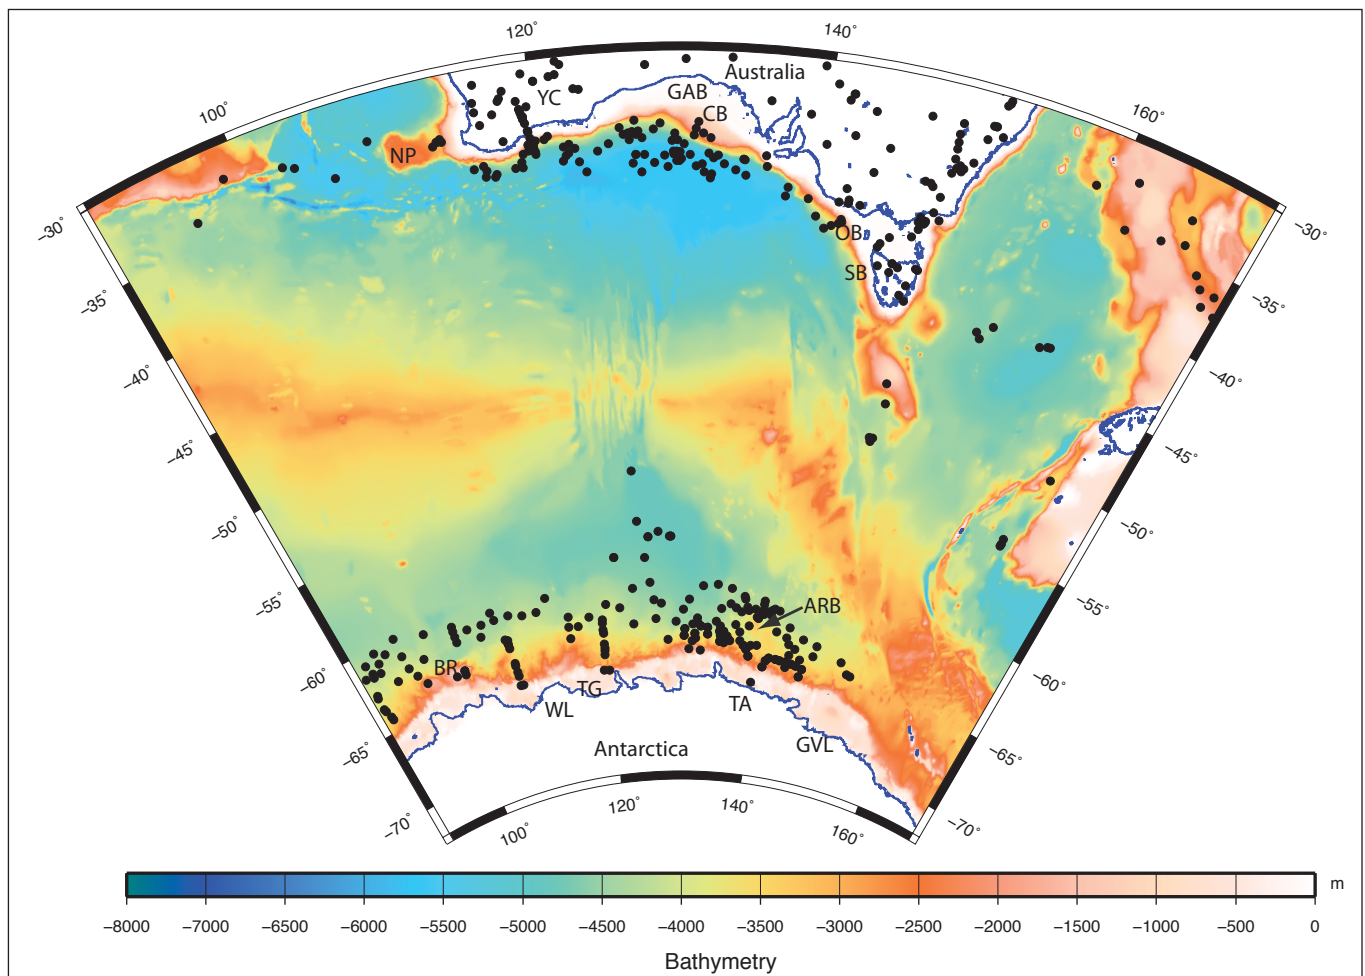 120°
140°
100°
160°
Australia
YC
GAB
CB
NP
OB
SB
−30°
−30°
−35°
−35°
−40°
−40°
−45°
−45°
−50°
−50°
−55°
−55°
−60°
−60°
−65°
−65°
−70°
−70°
ARB
BR
TG
WL
TA
GVL
Antarctica
100°
120°
140°
160°
m
−8000 −7000 −6500 −6000 −5500 −5000 −4500 −4000 −3500 −3000 −2500 −2000 −1500 −1000 −500 0
Bathymetry